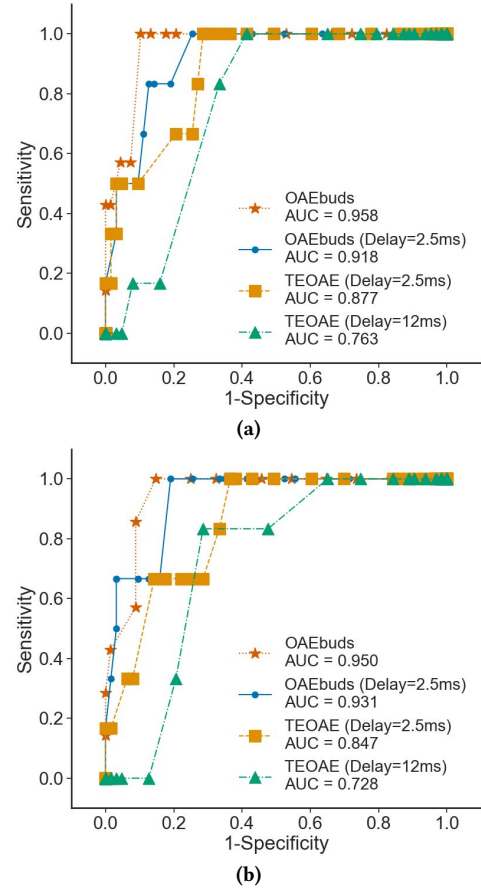 1.0
0.8
0.6
0.4
0.2
0.0
Sensitivity
OAEbuds
AUC = 0.958
OAEbuds (Delay=2.5ms)
AUC = 0.918
TEOAE (Delay=2.5ms)
AUC = 0.877
TEOAE (Delay=12ms)
AUC = 0.763
0.0 0.2 0.4 0.6 0.8 1.0
1-Specificity
(a)
1.0
0.8
0.6
0.4
0.2
0.0
Sensitivity
OAEbuds
AUC = 0.950
OAEbuds (Delay=2.5ms)
AUC = 0.931
TEOAE (Delay=2.5ms)
AUC = 0.847
TEOAE (Delay=12ms)
AUC = 0.728
0.0 0.2 0.4 0.6 0.8 1.0
1-Specificity
(b)